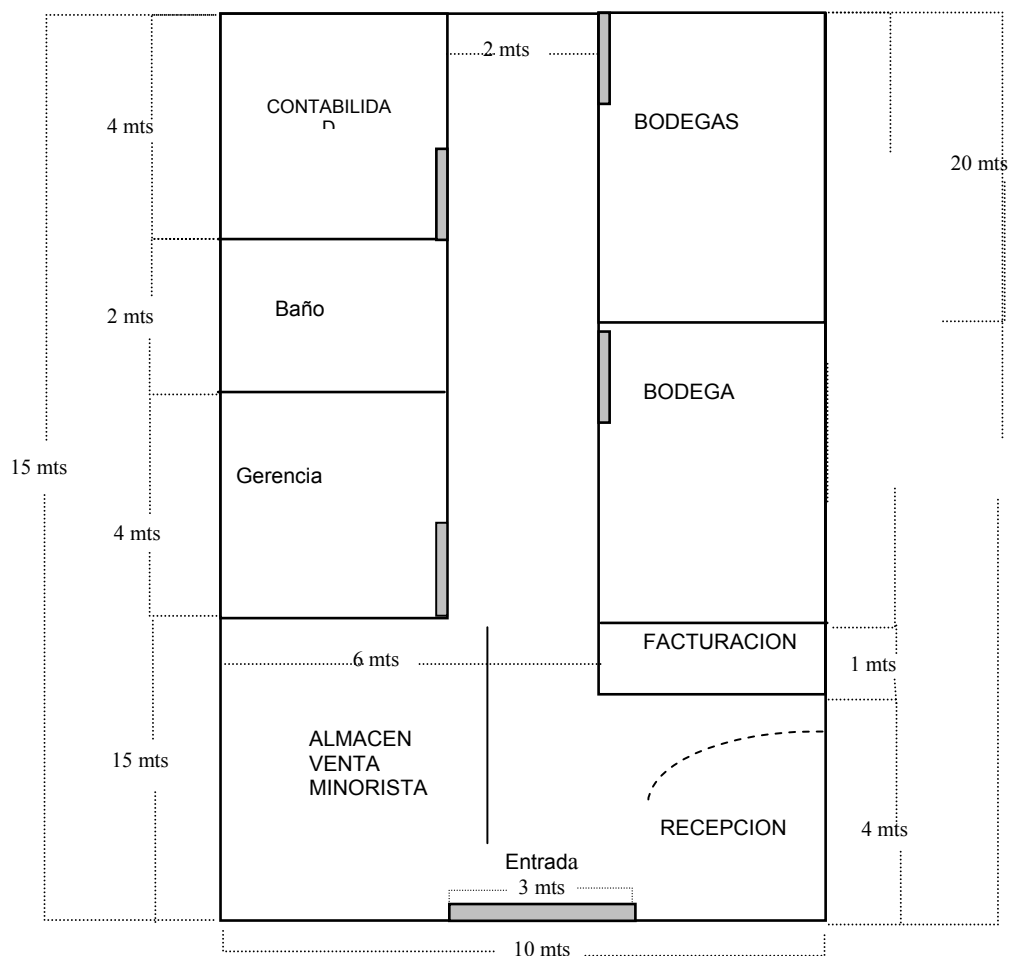 2 mts
CONTABILIDA
D
4 mts
BODEGAS
20 mts
2 mts
Baño
BODEGA
15 mts
Gerencia
4 mts
FACTURACION
6 mts
1 mts
ALMACEN
VENTA
MINORISTA
15 mts
RECEPCION
4 mts
Entrada
3 mts
10 mts